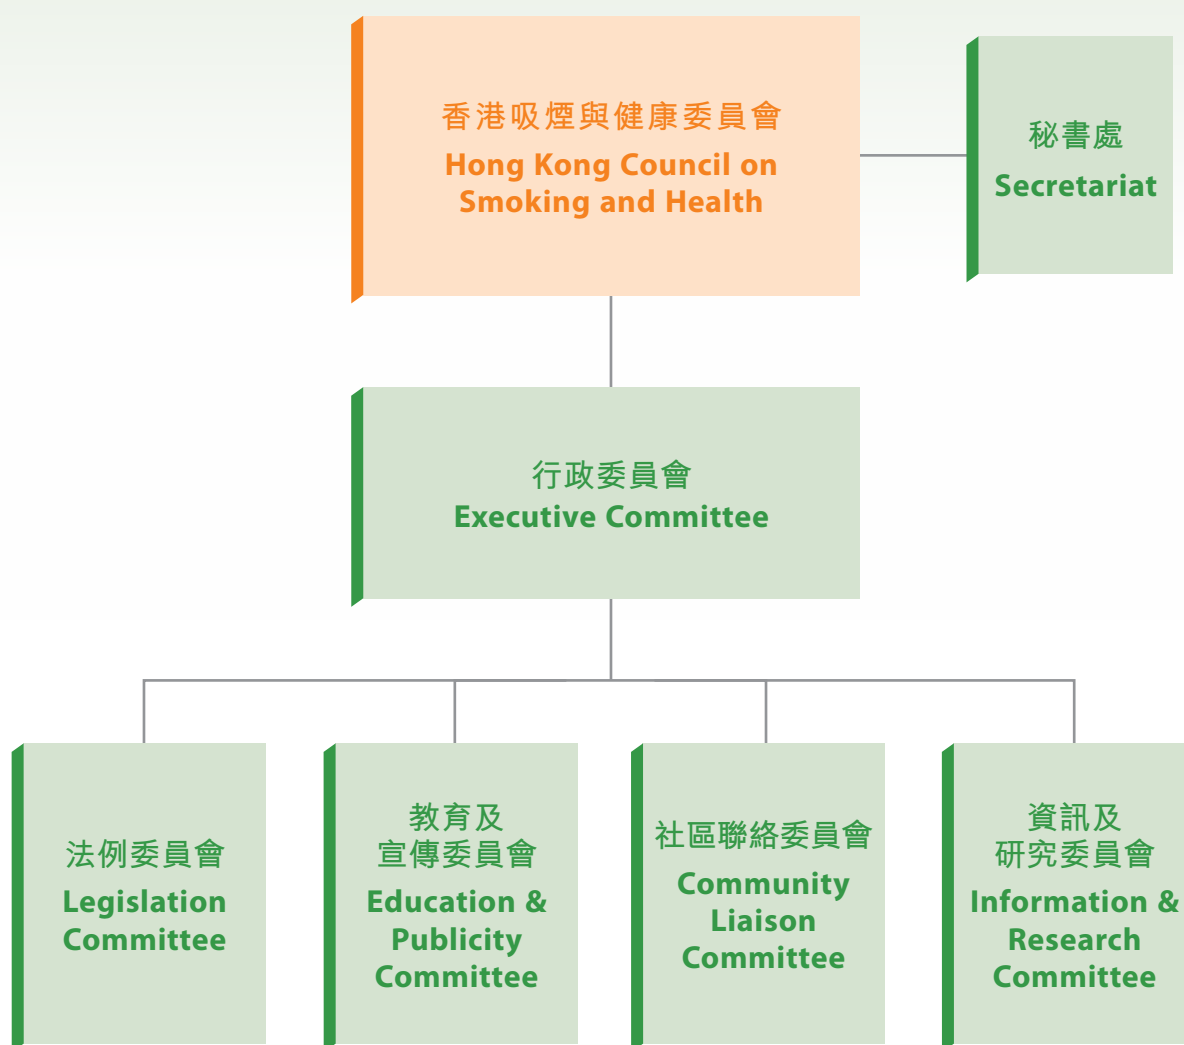 香港吸煙與健康委員會
Hong Kong Council on
Smoking and Health
秘書處
Secretariat
行政委員會
Executive Committee
法例委員會
Legislation
Committee
教育及
宣傳委員會
Education &
Publicity
Committee
社區聯絡委員會
Community
Liaison
Committee
資訊及
研究委員會
Information &
Research
Committee